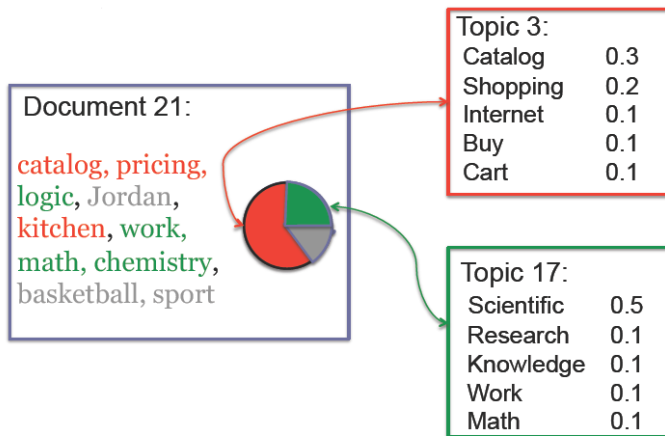 Document 21:
catalog, pricing,
logic, Jordan,
kitchen, work,
math, chemistry,
basketball, sport
Topic 3:
Catalog 0.3
Shopping 0.2
Internet 0.1
Buy 0.1
Cart 0.1
Topic 17:
Scientific 0.5
Research 0.1
Knowledge 0.1
Work 0.1
Math 0.1